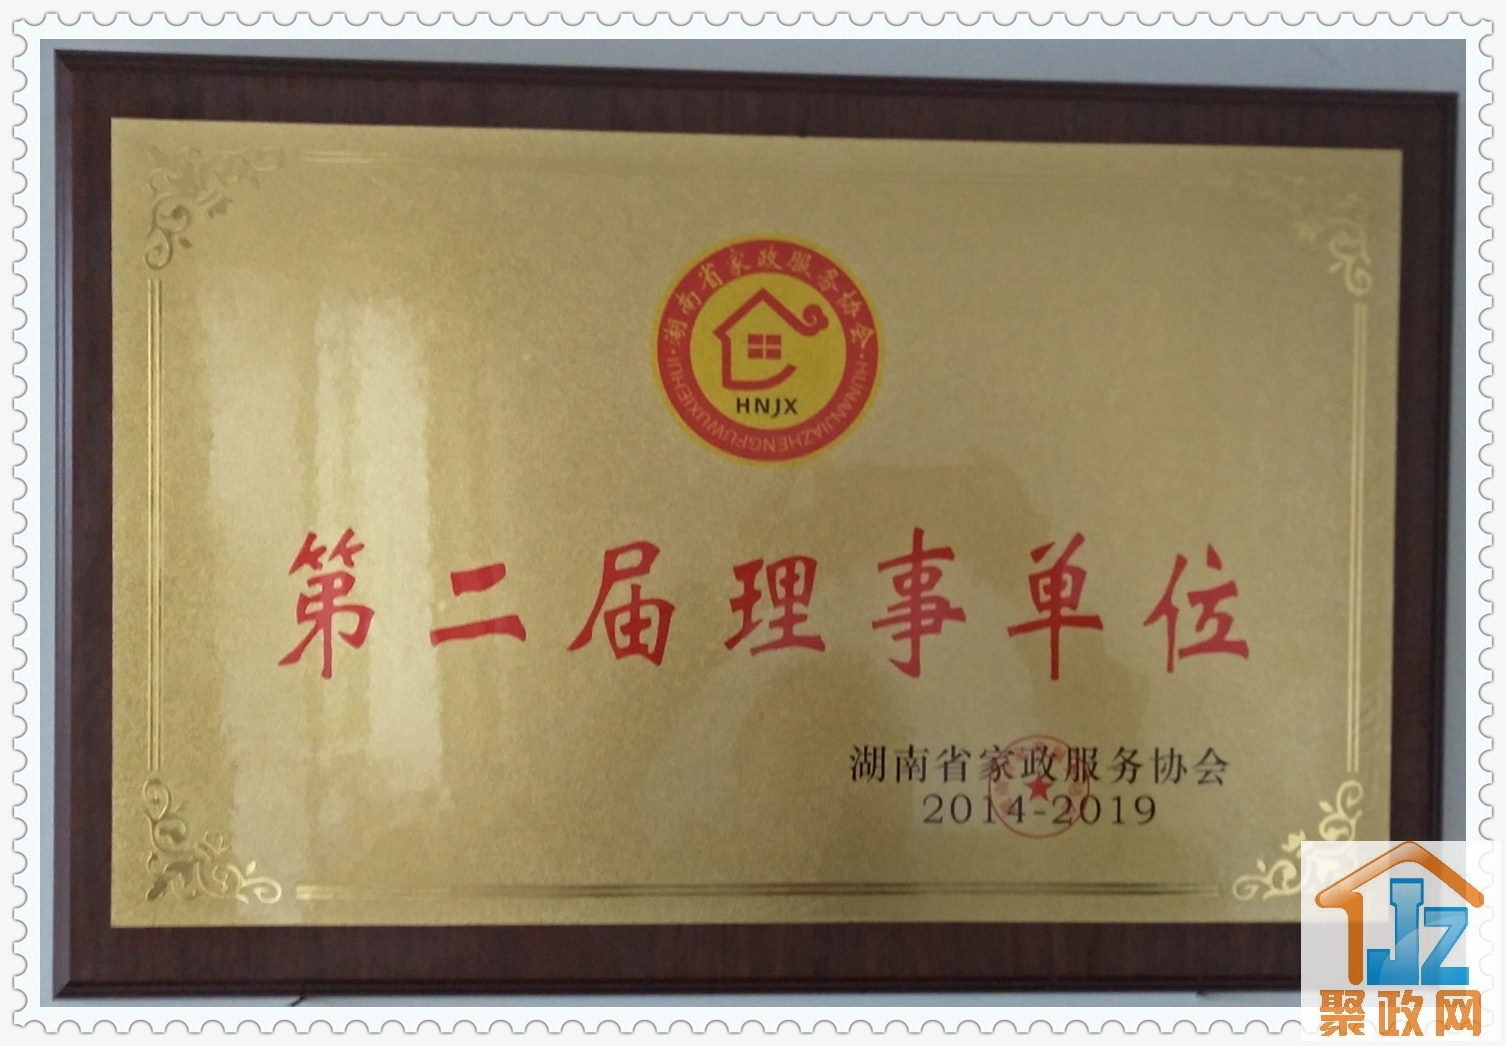 湖南省家政服务协会
HNJX
HUNANJIAZHENGFUWUXIEHUI
第二届理事单位
湖南省家政服务协会
2014-2019
JZ
聚政网